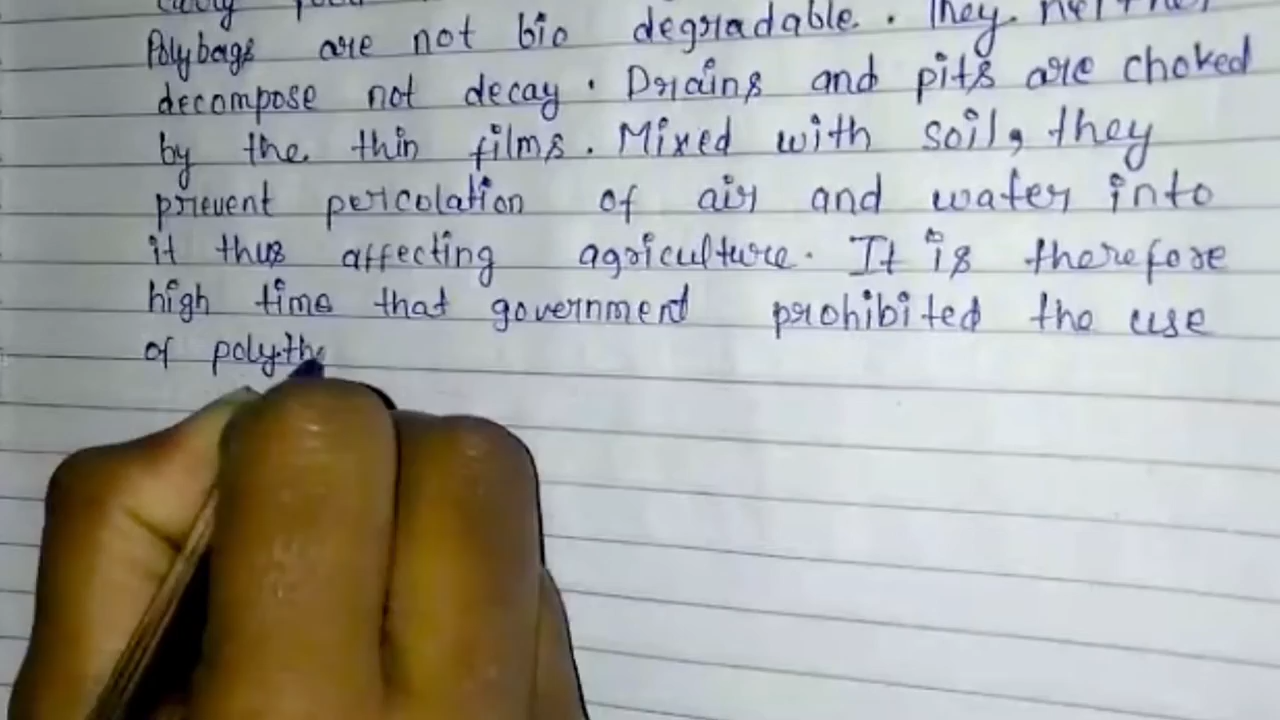 Polybags are not bio degradable. They neither
decompose not decay. Drains and pits are choked
by the thin films. Mixed with soil, they
prevent percolation of air and water into
it thus affecting agriculture. It is therefore
high time that government prohibited the use
of polythe